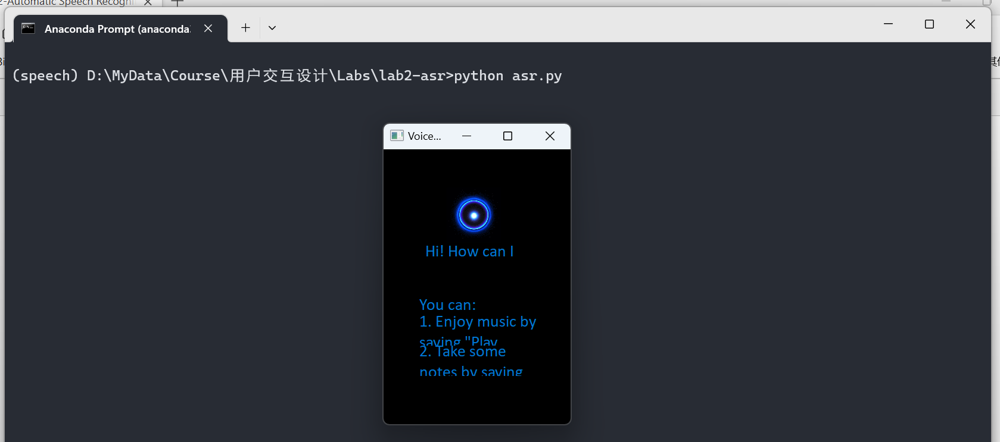 2-Automatic Speech Recogni
Anaconda Prompt (anaconda
(speech) D:\MyData\Course\用户交互设计\Labs\lab2-asr>python asr.py
Voice...
Hi! How can I
You can:
1. Enjoy music by
saying "Play
2. Take some
notes by saying